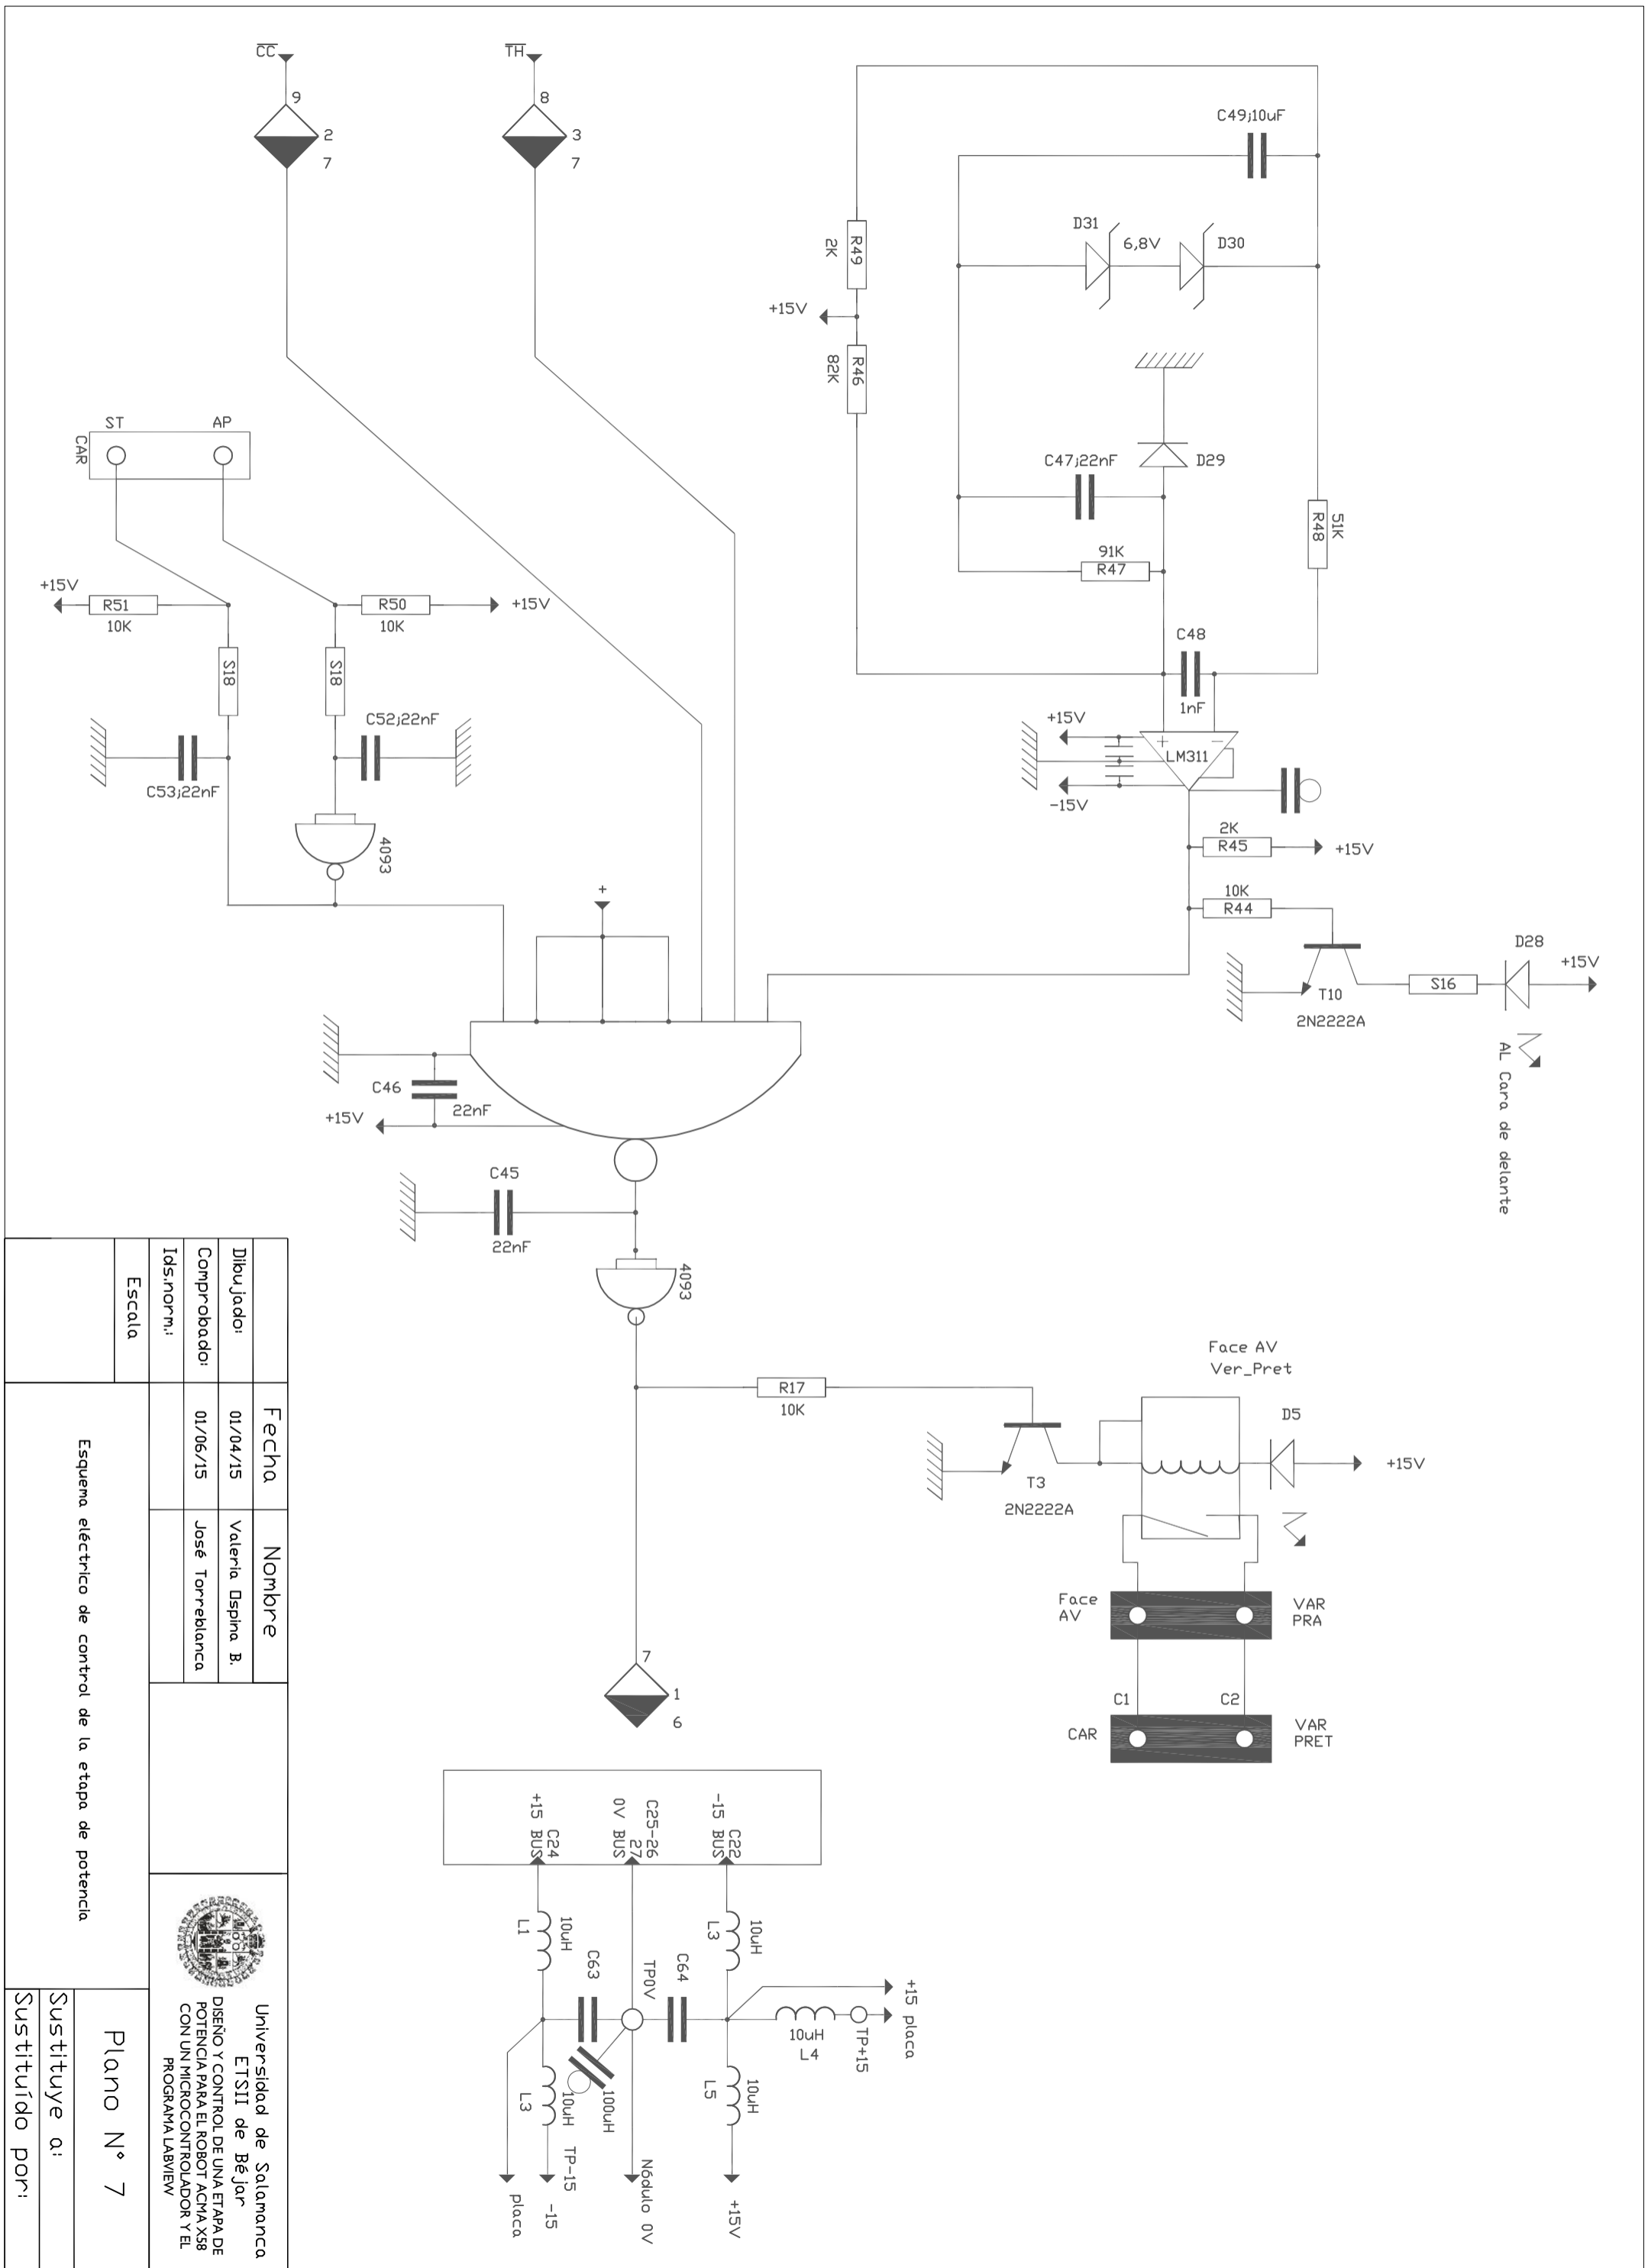 CC
TH
9
2
7
8
3
7
C49;10uF
D31
6,8V
D30
R49
2K
+15V
R46
82K
D29
C47;22nF
51K
R48
91K
R47
C48
1nF
+15V
-15V
+
-
LM311
2K
R45
+15V
10K
R44
T10
2N2222A
S16
D28
+15V
AL Cara de delante
ST
AP
CAR
+15V
R51
10K
R50
10K
+15V
S18
S18
C52;22nF
C53;22nF
4093
+
C46
22nF
+15V
C45
22nF
4093
R17
10K
T3
2N2222A
Face AV
Ver_Pret
D5
+15V
Face
AV
VAR
PRA
C1
C2
CAR
VAR
PRET
7
1
6
C24
+15 BUS
C25-26
27
0V BUS
C22
-15 BUS
10uH
L1
C63
TP0V
C64
10uH
L3
+15 placa
TP+15
10uH
L4
10uH
L5
+15V
100uH
10uH
L3
TP-15
-15
placa
Nódulo 0V
Fecha
Nombre
Dibujado:
01/04/15
Valeria Ospina B.
Comprobado:
01/06/15
José Torreblanca
Ids.norm.:
Escala
Esquema eléctrico de control de la etapa de potencia
Universidad de Salamanca
ETSII de Béjar
DISEÑO Y CONTROL DE UNA ETAPA DE
POTENCIA PARA EL ROBOT ACMA X58
CON UN MICROCONTROLADOR Y EL
PROGRAMA LABVIEW
Plano N° 7
Sustituye a:
Sustituído por: